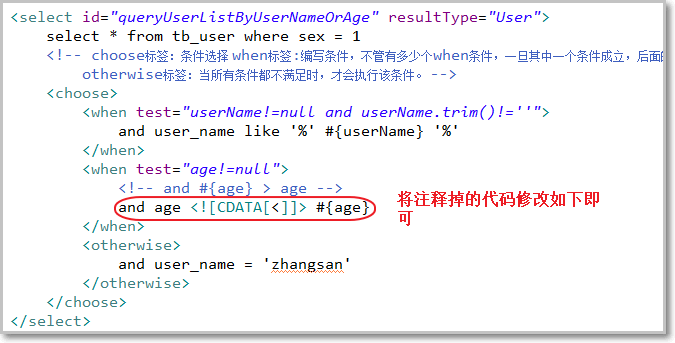 <select id="queryUserListByUserNameOrAge" resultType="User">
select * from tb_user where sex = 1
<!-- choose标签：条件选择 when标签:编写条件，不管有多少个when条件，一旦其中一个条件成立，后面的
otherwise标签：当所有条件都不满足时，才会执行该条件。 -->
<choose>
<when test="userName!=null and userName.trim()!=''">
and user_name like '%' #{userName} '%'
</when>
<when test="age!=null">
<!-- and #{age} > age -->
and age <![CDATA[<]]> #{age}
将注释掉的代码修改如下即
可
</when>
<otherwise>
and user_name = 'zhangsan'
</otherwise>
</choose>
</select>